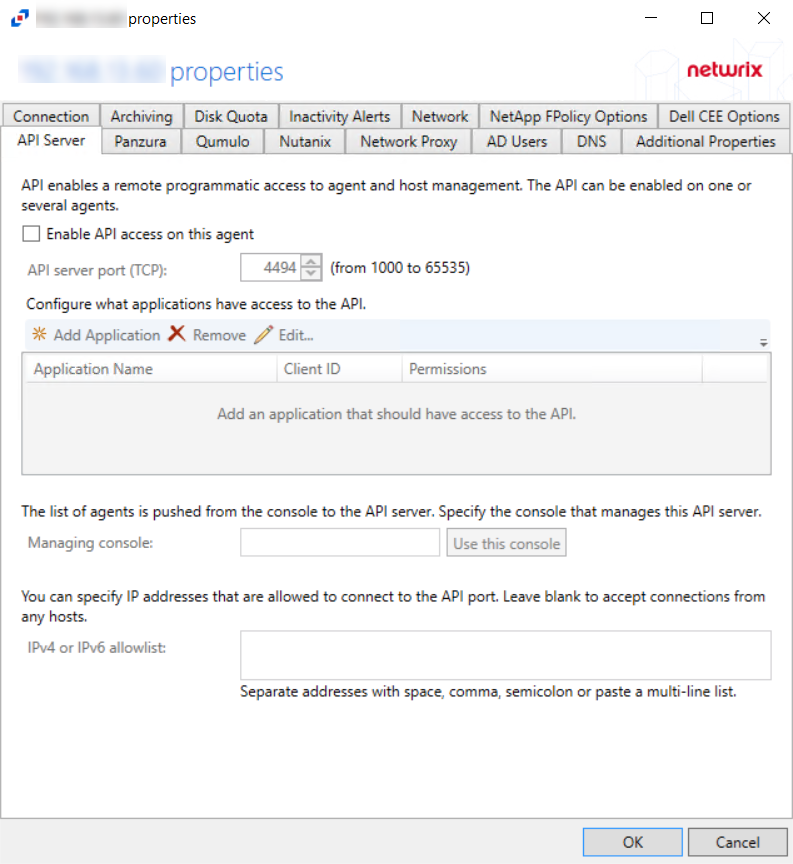 properties
properties
netwrix
Connection Archiving Disk Quota Inactivity Alerts Network NetApp FPolicy Options Dell CEE Options
API Server Panzura Qumulo Nutanix Network Proxy AD Users DNS Additional Properties
API enables a remote programmatic access to agent and host management. The API can be enabled on one or
several agents.
Enable API access on this agent
API server port (TCP): 4494 (from 1000 to 65535)
Configure what applications have access to the API.
Add Application Remove Edit...
Application Name Client ID Permissions
Add an application that should have access to the API.
The list of agents is pushed from the console to the API server. Specify the console that manages this API server.
Managing console: Use this console
You can specify IP addresses that are allowed to connect to the API port. Leave blank to accept connections from
any hosts.
IPv4 or IPv6 allowlist:
Separate addresses with space, comma, semicolon or paste a multi-line list.
OK Cancel